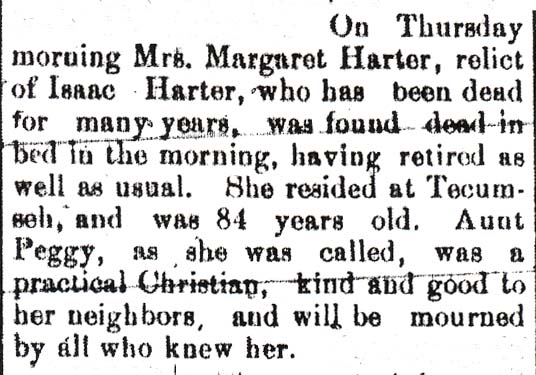 On Thursday
morning Mrs. Margaret Harter, relict
of Isaac Harter, who has been dead
for many years, was found dead in
bed in the morning, having retired as
well as usual. She resided at Tecum-
seh, and was 84 years old. Aunt
Peggy, as she was called, was a
practical Christian, kind and good to
her neighbors, and will be mourned
by all who knew her.